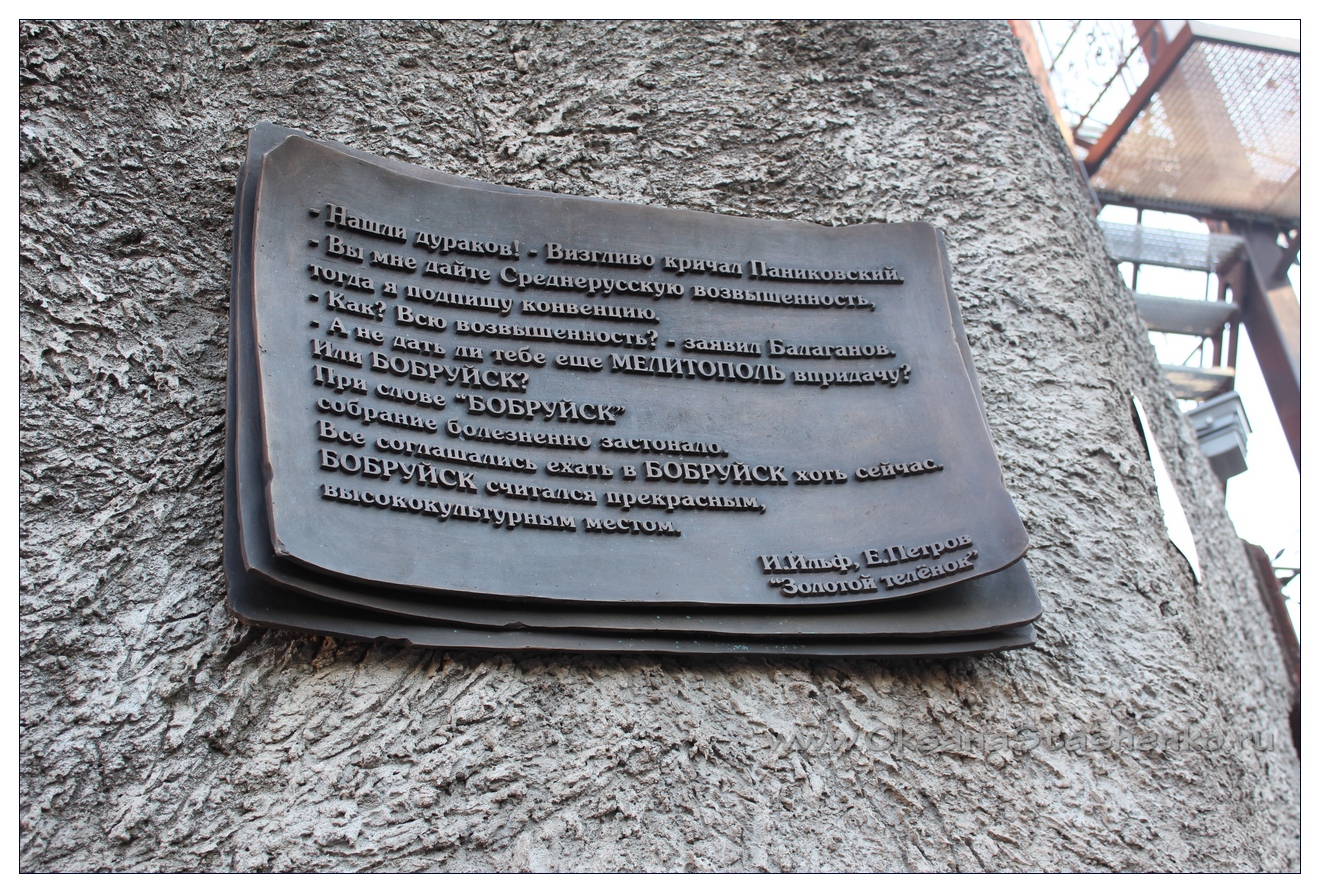 - Нашли дураков! - Визгливо кричал Паниковский.
- Вы мне дайте Среднерусскую возвышенность,
тогда я подпишу конвенцию.
- Как? Всю возвышенность? - заявил Балаганов.
- А не дать ли тебе еще МЕЛИТОПОЛЬ впридачу?
Или БОБРУЙСК?
При слове "БОБРУЙСК"
собрание болезненно застонало.
Все соглашались ехать в БОБРУЙСК хоть сейчас.
БОБРУЙСК считался прекрасным,
высококультурным местом.
И.Ильф, Е.Петров
"Золотой телёнок"